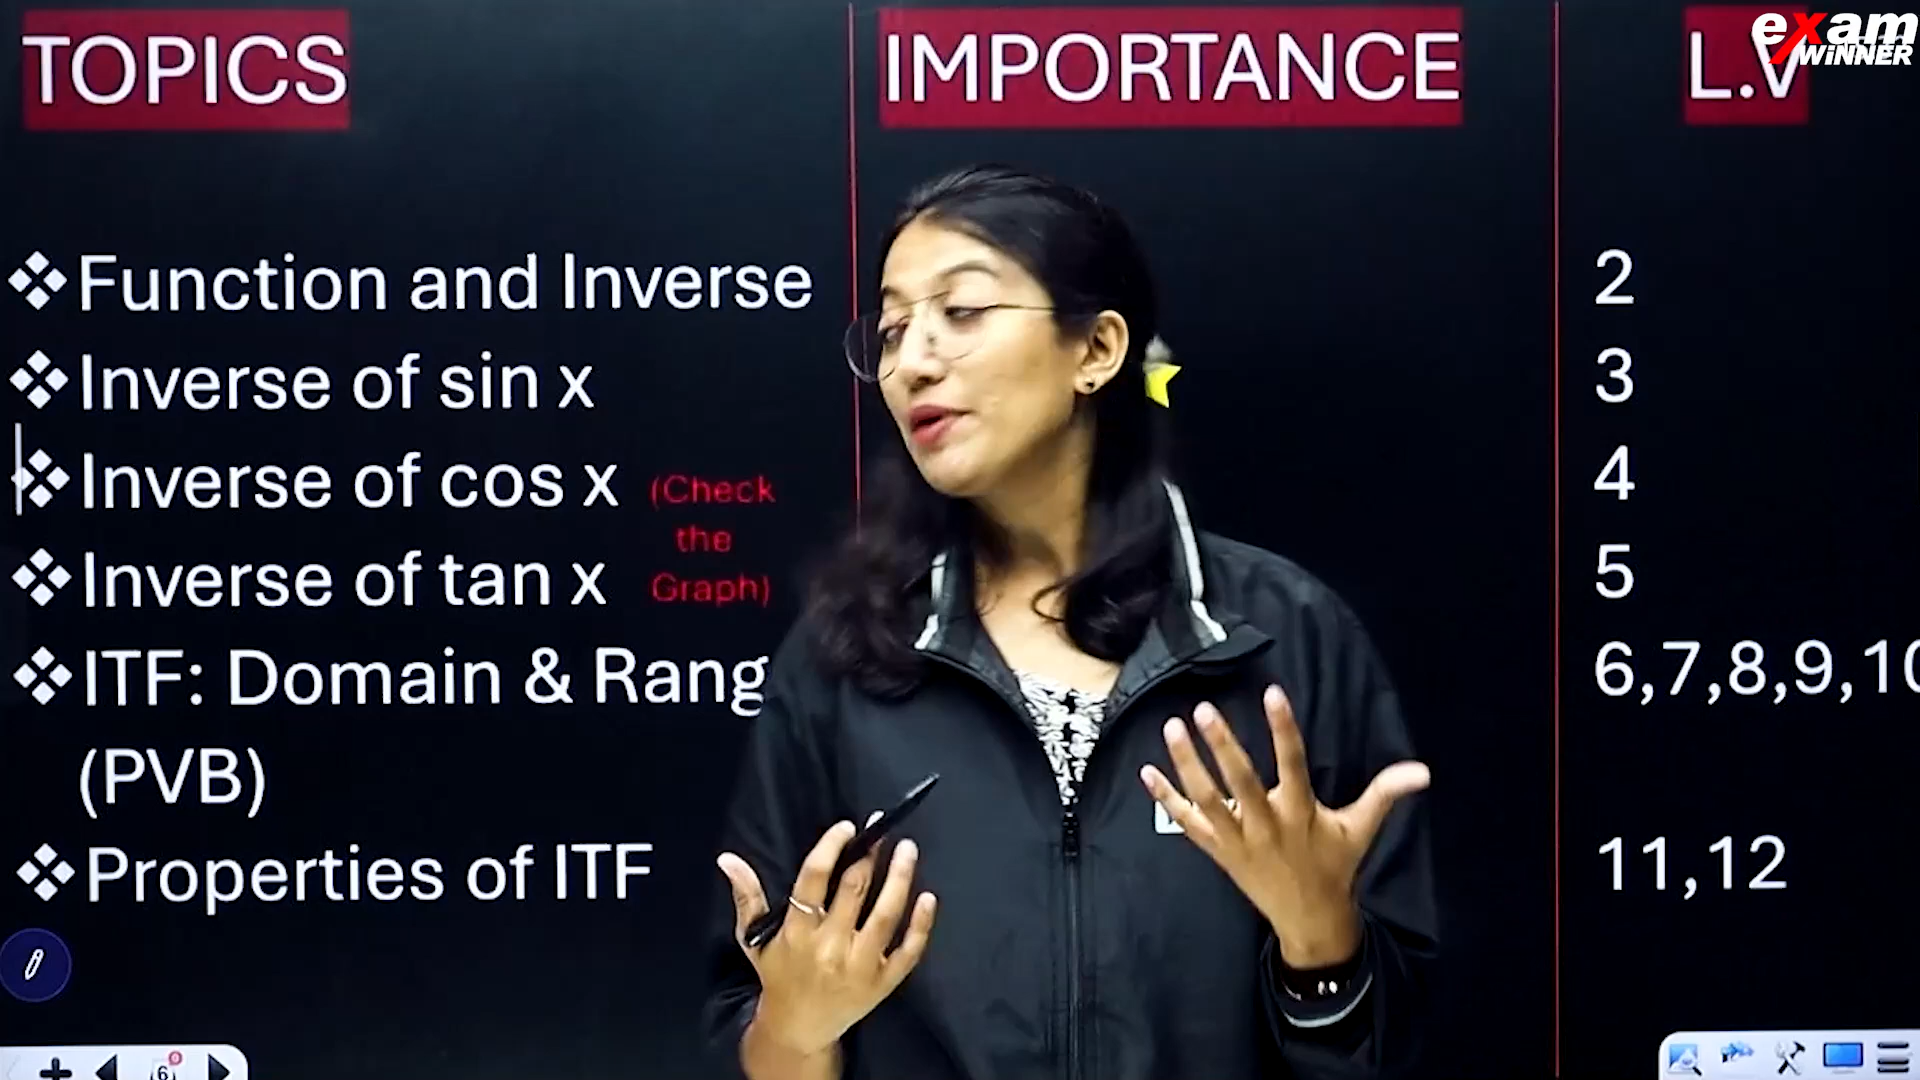 TOPICS
IMPORTANCE
L.V
exam
WiNNER
Function and Inverse
2
Inverse of sin x
3
Inverse of cos x
4
(Check
the
Graph)
Inverse of tan x
5
ITF: Domain & Rang
6,7,8,9,10
(PVB)
Properties of ITF
11,12
6